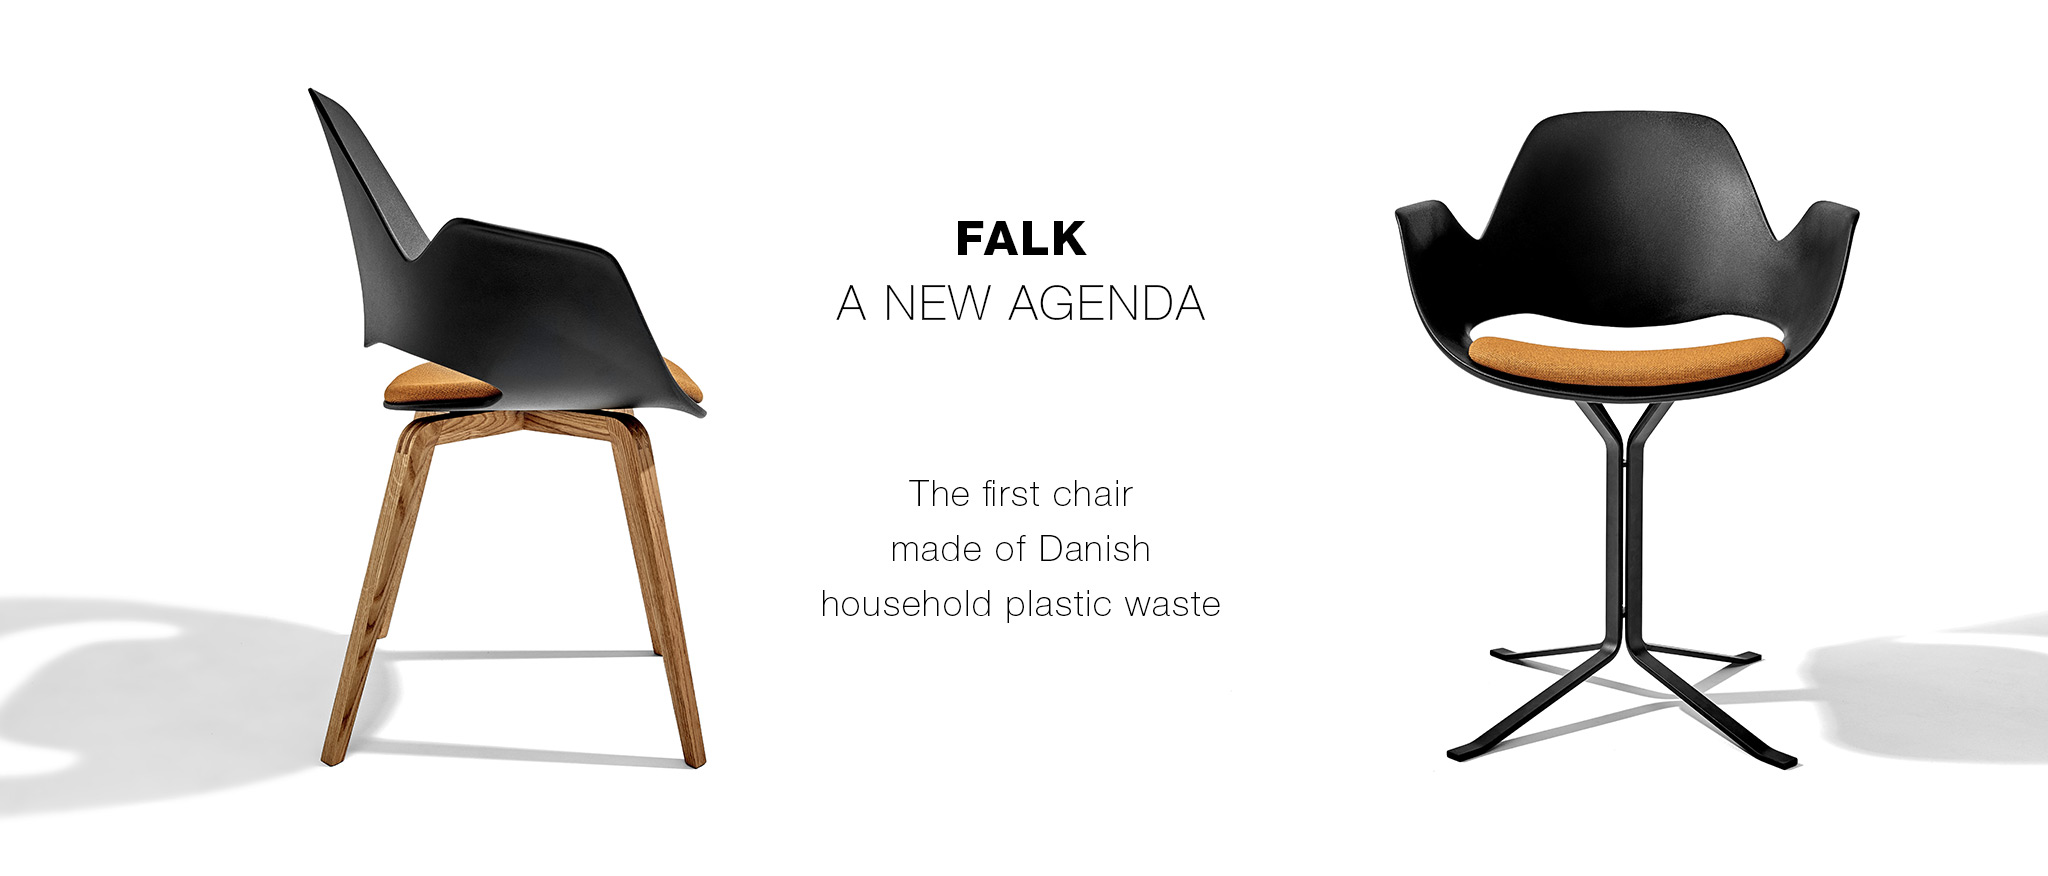 FALK
A NEW AGENDA
The first chair
made of Danish
household plastic waste